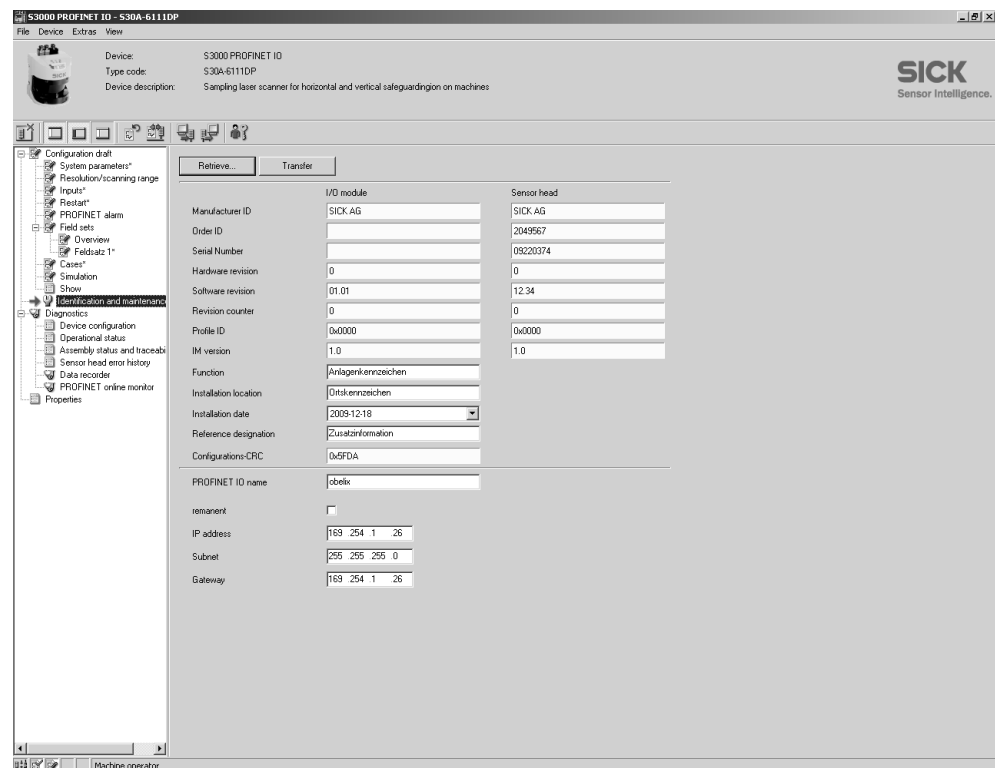 S3000 PROFINET IO - S30A-6111DP
File Device Extras View
Device: S3000 PROFINET IO
Type code: S30A-6111DP
Device description: Sampling laser scanner for horizontal and vertical safeguardingion on machines
SICK
Sensor Intelligence.
Configuration draft
System parameters*
Resolution/scanning range
Inputs*
Restart*
PROFINET alarm
Field sets
Overview
Feldsatz 1*
Cases*
Simulation
Show
Identification and maintenanc
Diagnostics
Device configuration
Operational status
Assembly status and traceabi
Sensor head error history
Data recorder
PROFINET online monitor
Properties
Retrieve... Transfer
I/O module Sensor head
Manufacturer ID SICK AG SICK AG
Order ID 2049567
Serial Number 09220374
Hardware revision 0 0
Software revision 01.01 12.34
Revision counter 0 0
Profile ID 0x0000 0x0000
IM version 1.0 1.0
Function Anlagenkennzeichen
Installation location Ortskennzeichen
Installation date 2009-12-18
Reference designation Zusatzinformation
Configurations-CRC 0x5FDA
PROFINET IO name obelix
remanent
IP address 169 .254 .1 .26
Subnet 255 .255 .255 .0
Gateway 169 .254 .1 .26
Machine operator